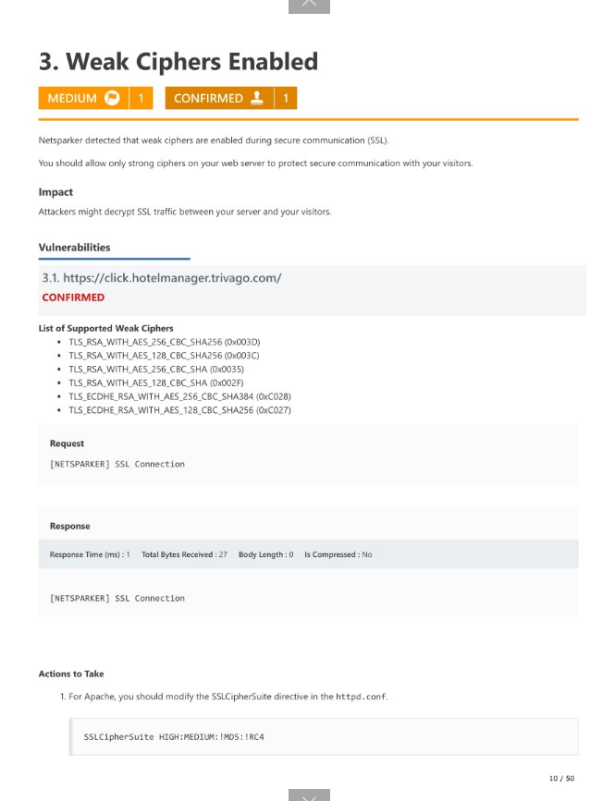 3. Weak Ciphers Enabled
MEDIUM 1 CONFIRMED 1
Netsparker detected that weak ciphers are enabled during secure communication (SSL).
You should allow only strong ciphers on your web server to protect secure communication with your visitors.
Impact
Attackers might decrypt SSL traffic between your server and your visitors.
Vulnerabilities
3.1. https://click.hotelmanager.trivago.com/
CONFIRMED
List of Supported Weak Ciphers
• TLS_RSA_WITH_AES_256_CBC_SHA256 (0x003D)
• TLS_RSA_WITH_AES_128_CBC_SHA256 (0x003C)
• TLS_RSA_WITH_AES_256_CBC_SHA (0x0035)
• TLS_RSA_WITH_AES_128_CBC_SHA (0x002F)
• TLS_ECDHE_RSA_WITH_AES_256_CBC_SHA384 (0xC028)
• TLS_ECDHE_RSA_WITH_AES_128_CBC_SHA256 (0xC027)
Request
[NETSPARKER] SSL Connection
Response
Response Time (ms) : 1 Total Bytes Received : 27 Body Length : 0 Is Compressed : No
[NETSPARKER] SSL Connection
Actions to Take
1. For Apache, you should modify the SSLCipherSuite directive in the httpd.conf.
SSLCipherSuite HIGH:MEDIUM:!MD5:!RC4
10 / 50